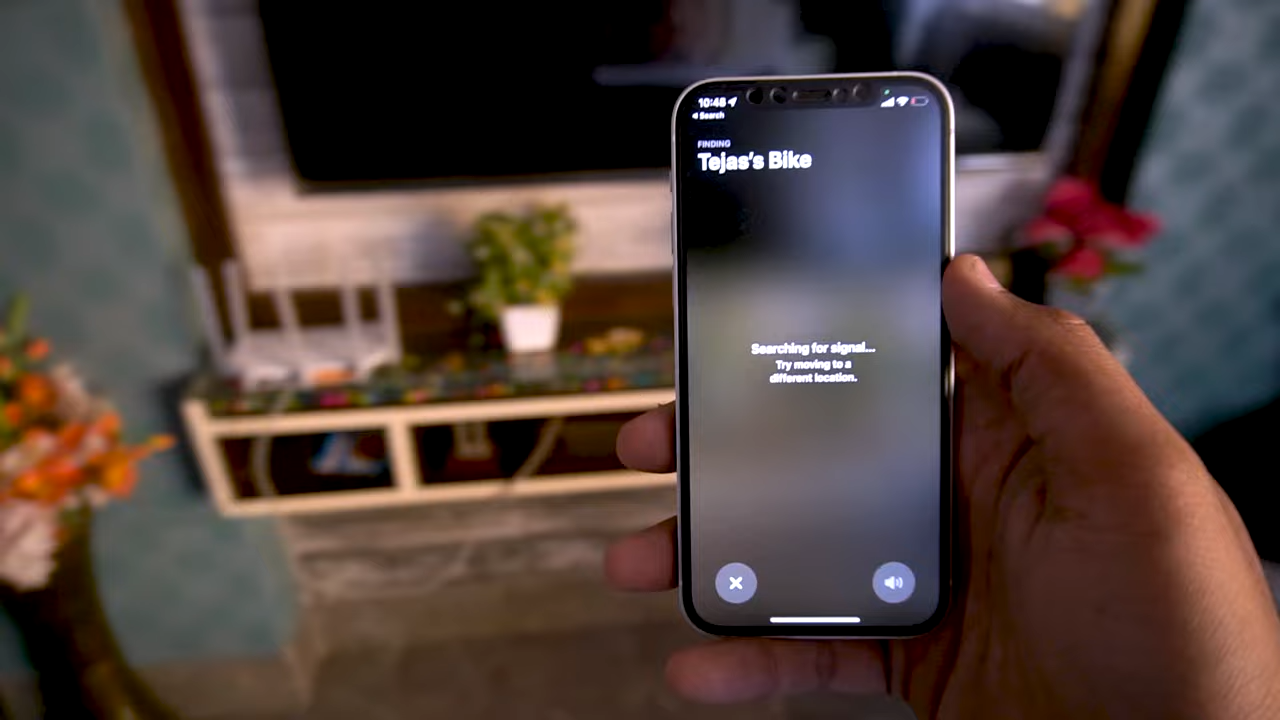 10:48
Search
FINDING
Tejas's Bike
Searching for signal...
Try moving to a
different location.